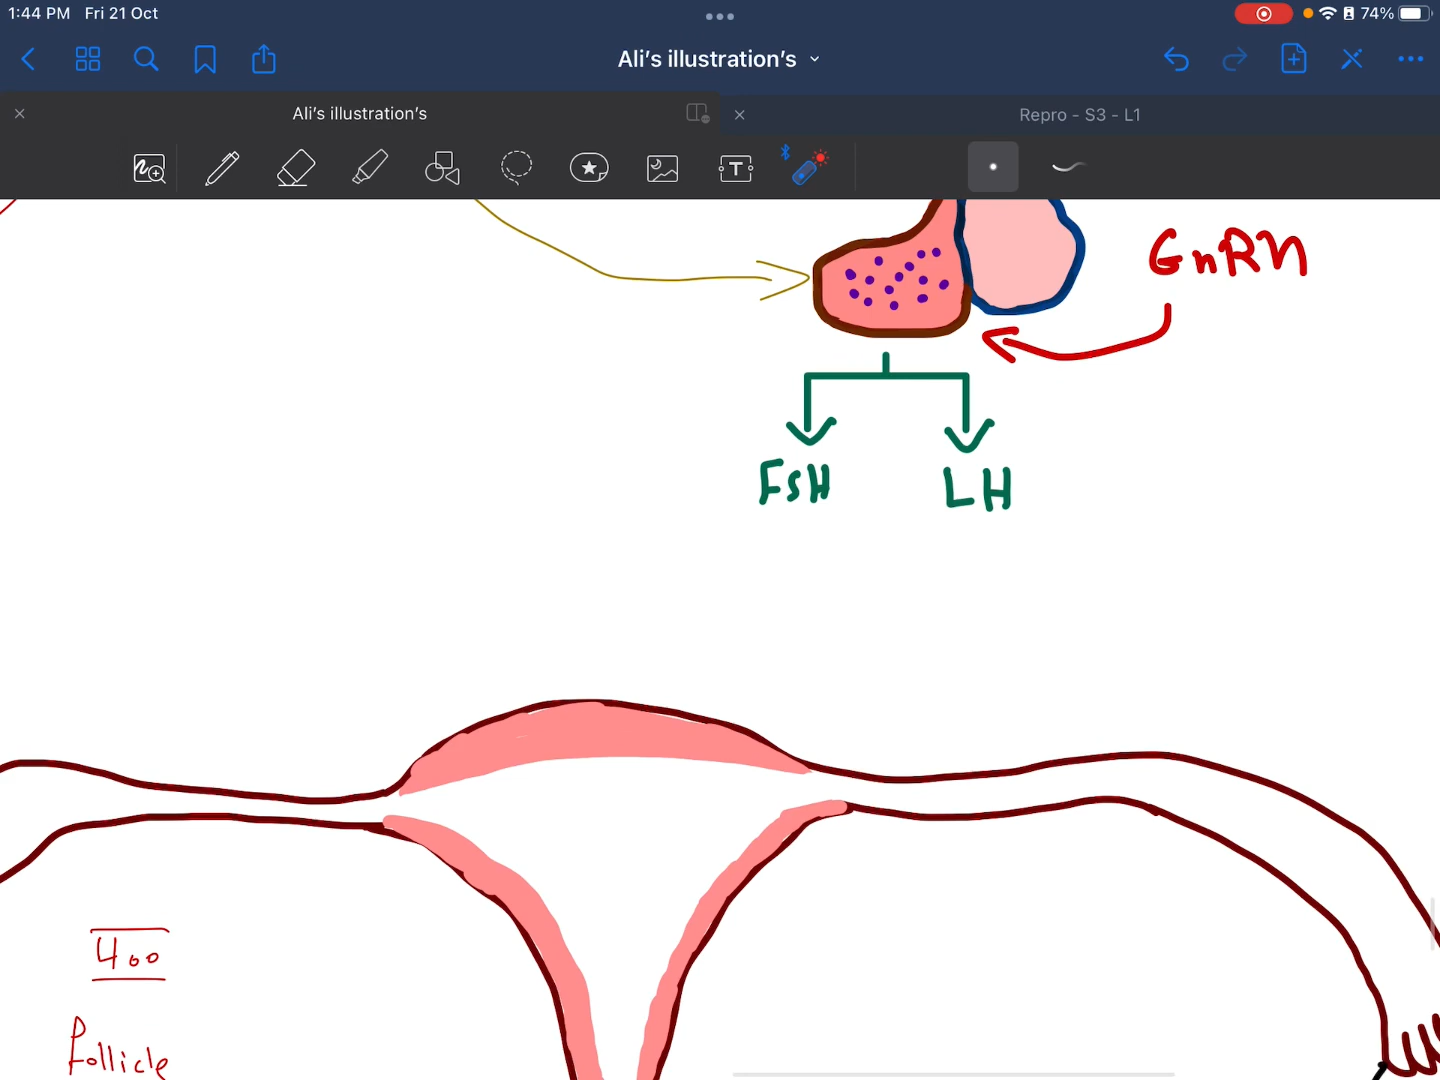 1:44 PM Fri 21 Oct
74%
Ali's illustration's
Ali's illustration's
Repro - S3 - L1
T
GnRH
FSH
LH
400
Follicle